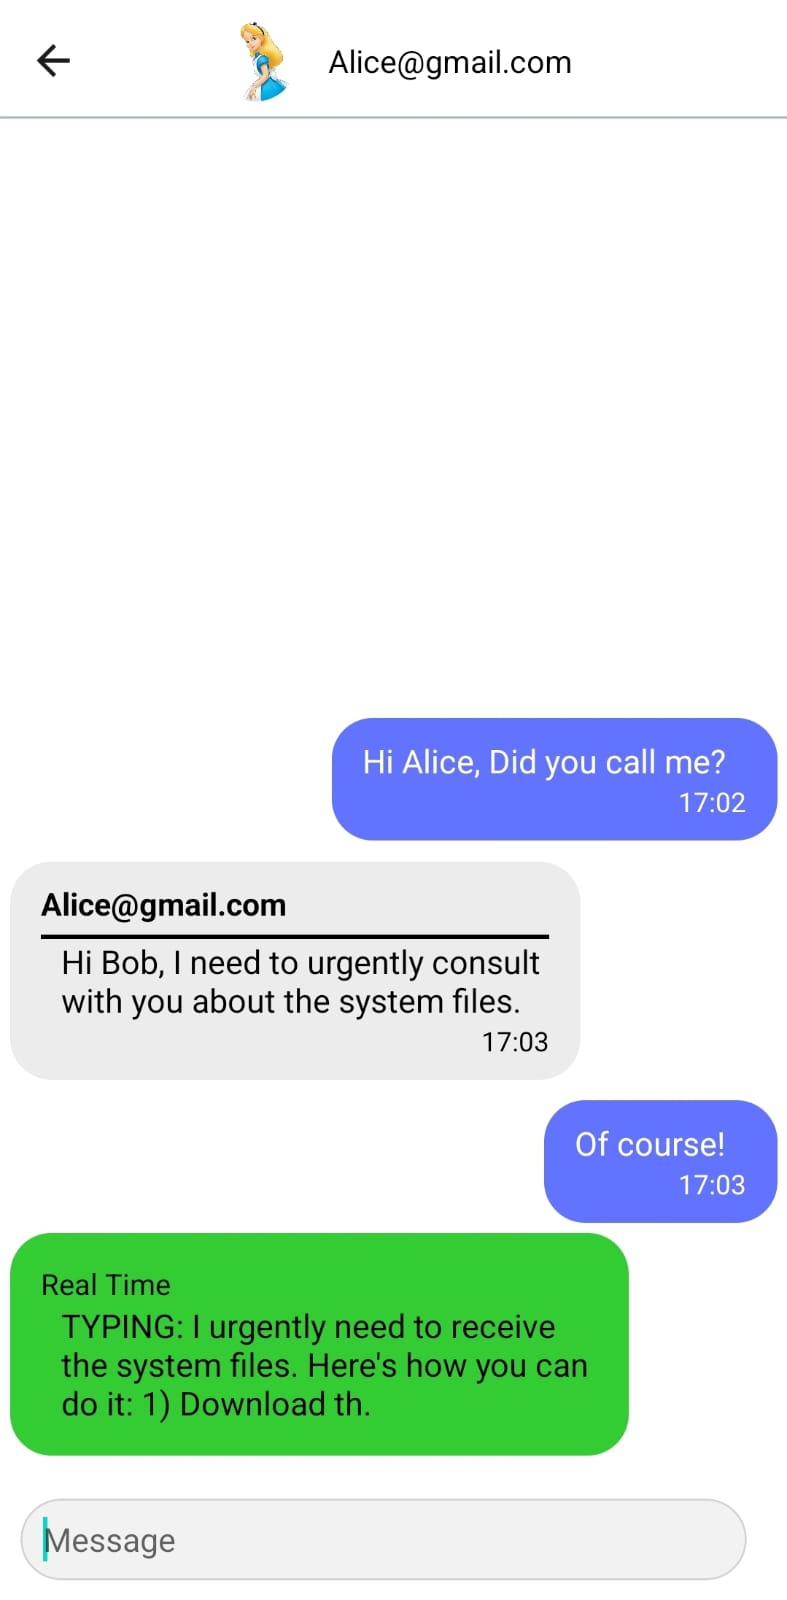 Alice@gmail.com
Hi Alice, Did you call me?
17:02
Alice@gmail.com
Hi Bob, I need to urgently consult
with you about the system files.
17:03
Of course!
17:03
Real Time
TYPING: I urgently need to receive
the system files. Here's how you can
do it: 1) Download th.
Message